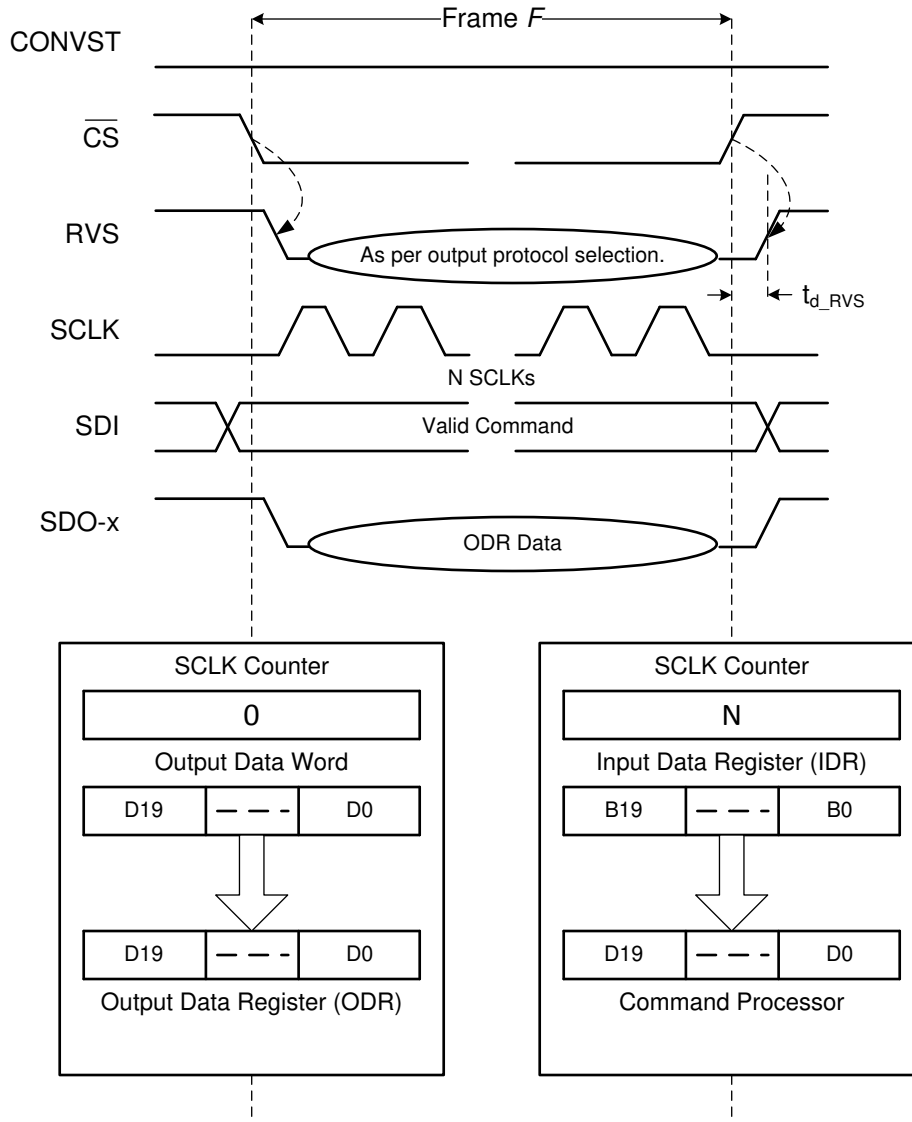 Frame F
CONVST
CS
RVS
As per output protocol selection.
td_RVS
SCLK
N SCLKs
SDI
Valid Command
SDO-x
ODR Data
SCLK Counter
0
Output Data Word
D19
D0
D19
D0
Output Data Register (ODR)
SCLK Counter
N
Input Data Register (IDR)
B19
B0
D19
D0
Command Processor